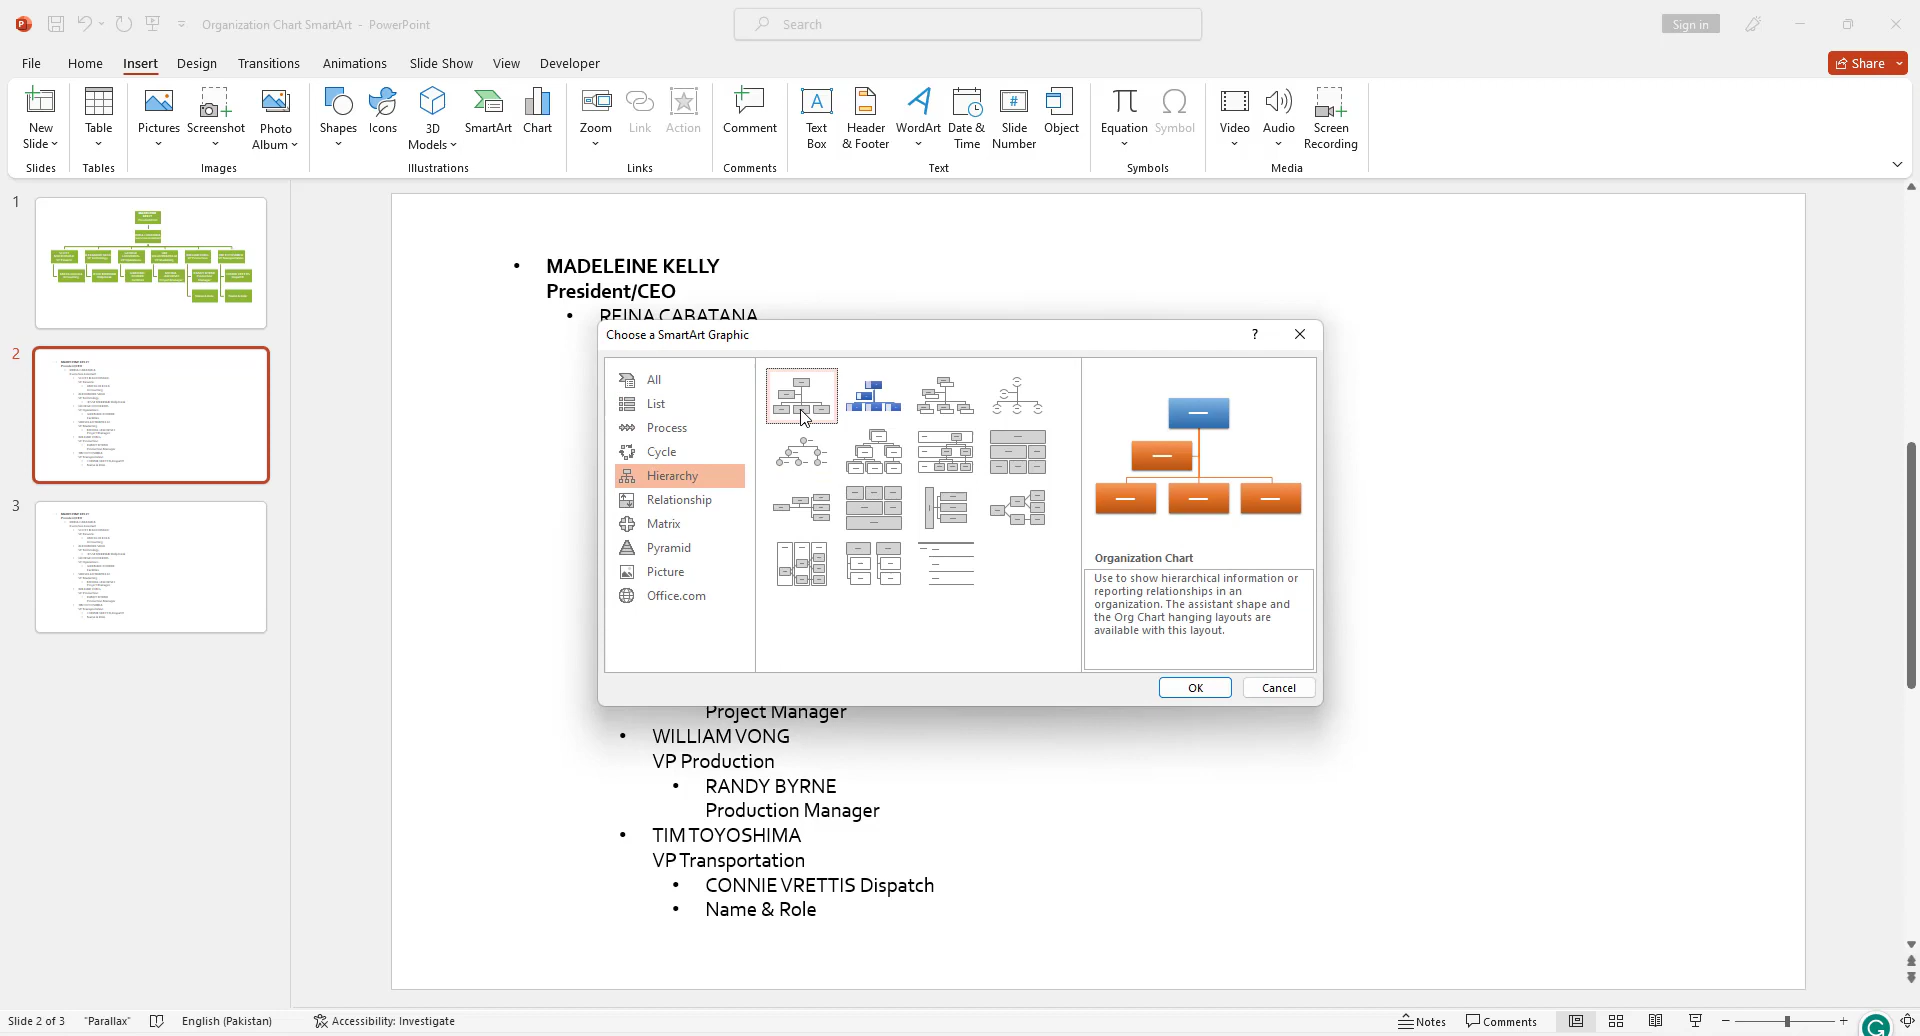 Organization Chart SmartArt - PowerPoint
Search
Sign in
File Home Insert Design Transitions Animations Slide Show View Developer
Share
New Slide
Table
Pictures
Screenshot
Photo Album
Shapes
Icons
3D Models
SmartArt
Chart
Zoom
Link
Action
Comment
Text Box
Header & Footer
WordArt
Date & Time
Slide Number
Object
Equation
Symbol
Video
Audio
Screen Recording
Slides
Tables
Images
Illustrations
Links
Comments
Text
Symbols
Media
1
2
3
• MADELEINE KELLY
President/CEO
• REINA CABATANA
Choose a SmartArt Graphic
?
All
List
Process
Cycle
Hierarchy
Relationship
Matrix
Pyramid
Picture
Office.com
Organization Chart
Use to show hierarchical information or
reporting relationships in an
organization. The assistant shape and
the Org Chart hanging layouts are
available with this layout.
OK
Cancel
Project Manager
• WILLIAM VONG
VP Production
• RANDY BYRNE
Production Manager
• TIM TOYOSHIMA
VP Transportation
• CONNIE VRETTIS Dispatch
• Name & Role
Slide 2 of 3
"Parallax"
English (Pakistan)
Accessibility: Investigate
Notes
Comments